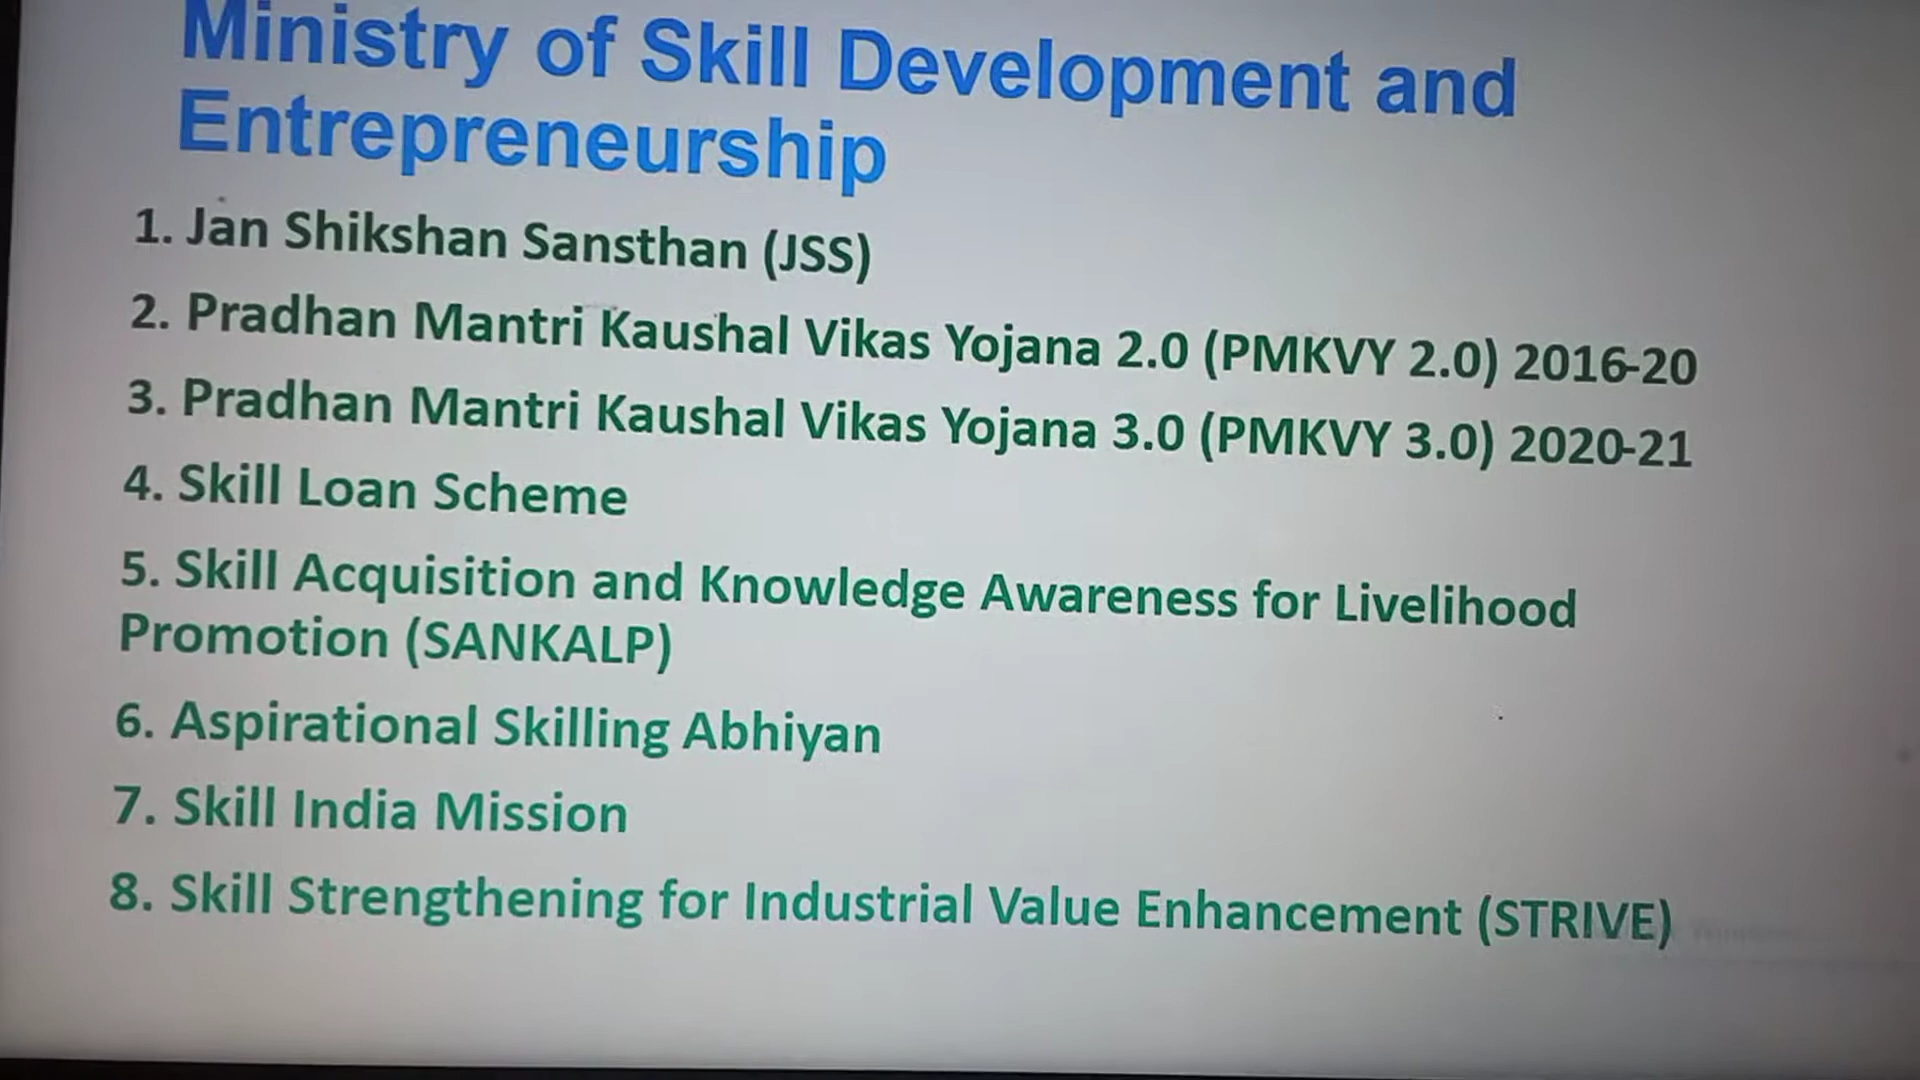 Ministry of Skill Development and
Entrepreneurship
1. Jan Shikshan Sansthan (JSS)
2. Pradhan Mantri Kaushal Vikas Yojana 2.0 (PMKVY 2.0) 2016-20
3. Pradhan Mantri Kaushal Vikas Yojana 3.0 (PMKVY 3.0) 2020-21
4. Skill Loan Scheme
5. Skill Acquisition and Knowledge Awareness for Livelihood
Promotion (SANKALP)
6. Aspirational Skilling Abhiyan
7. Skill India Mission
8. Skill Strengthening for Industrial Value Enhancement (STRIVE)